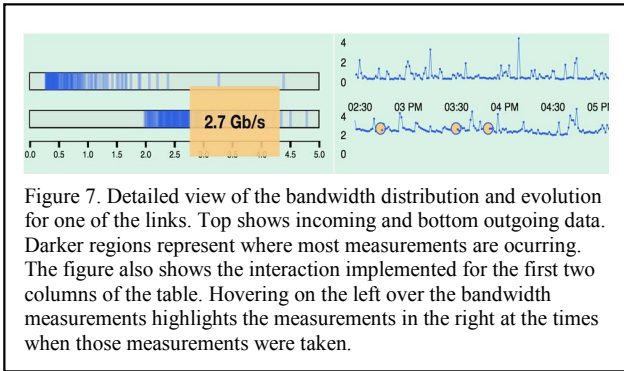 4
2
0
02:30 03 PM 03:30 04 PM 04:30 05 P
2.7 Gb/s
4
2
0
0.0 0.5 1.0 1.5 2.0 2.5 4.0 4.5 5.0
Figure 7. Detailed view of the bandwidth distribution and evolution
for one of the links. Top shows incoming and bottom outgoing data.
Darker regions represent where most measurements are ocurring.
The figure also shows the interaction implemented for the first two
columns of the table. Hovering on the left over the bandwidth
measurements highlights the measurements in the right at the times
when those measurements were taken.